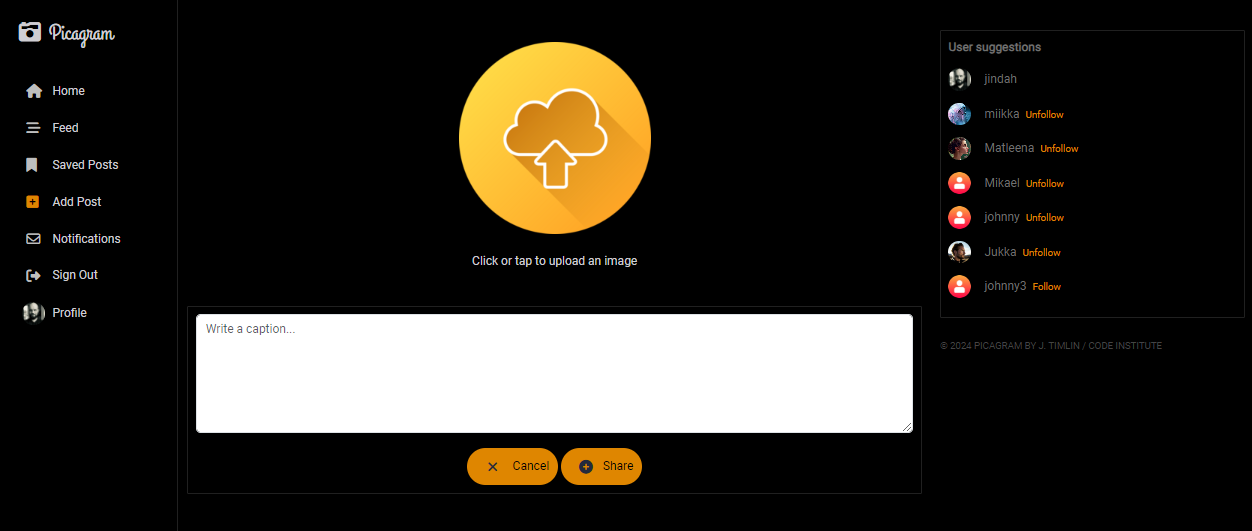 Picagram
Home
Feed
Saved Posts
Add Post
Notifications
Sign Out
Profile
Click or tap to upload an image
Write a caption...
Cancel
Share
User suggestions
jindah
miikka Unfollow
Matleena Unfollow
Mikael Unfollow
johnny Unfollow
Jukka Unfollow
johnny3 Follow
© 2024 PICAGRAM BY J. TIMLIN / CODE INSTITUTE